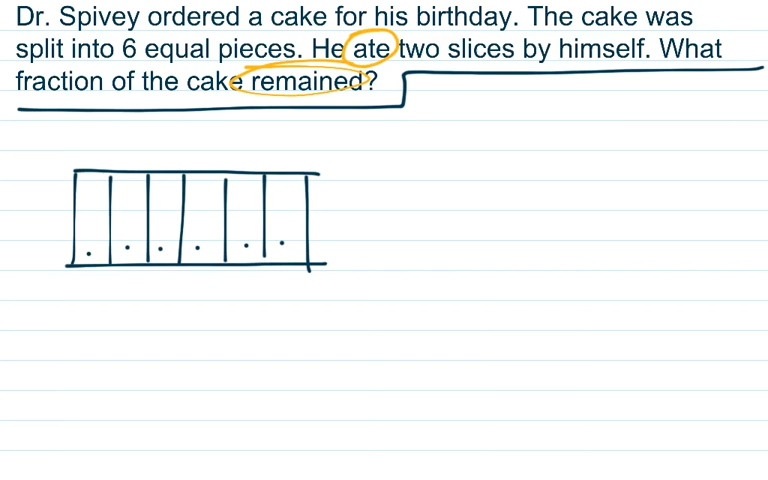 Dr. Spivey ordered a cake for his birthday. The cake was
split into 6 equal pieces. He ate two slices by himself. What
fraction of the cake remained?